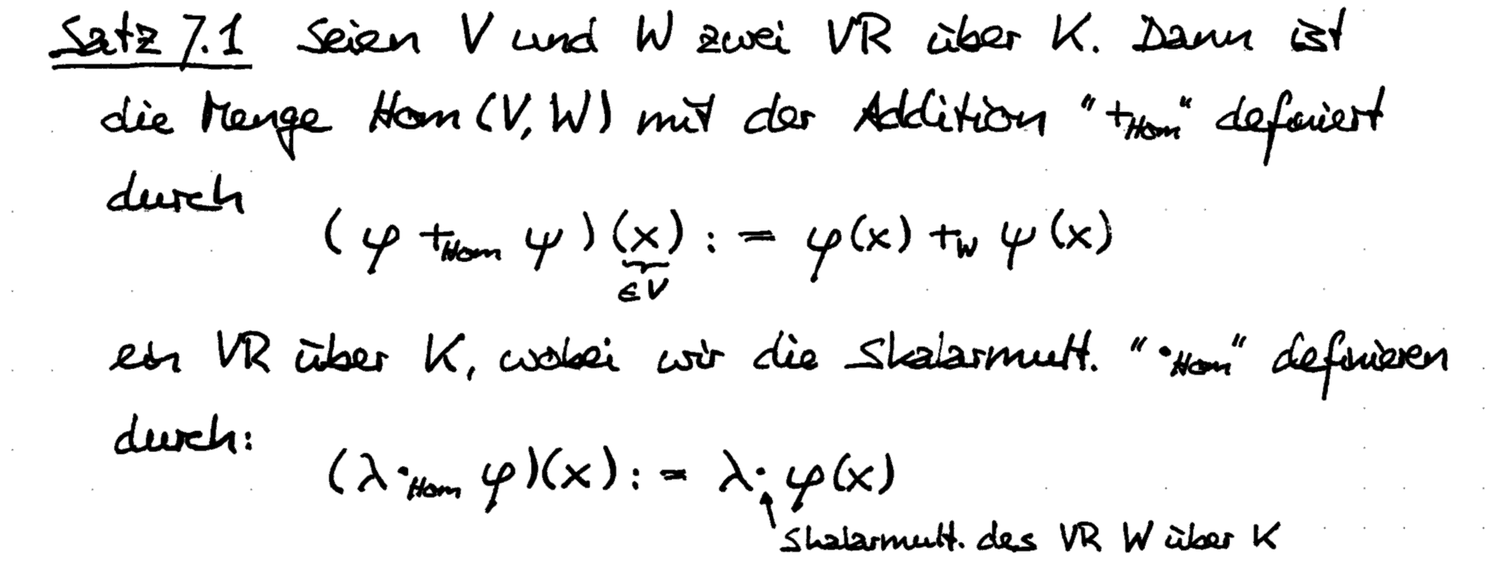 Satz 7.1 Seien V und W zwei VR über K. Dann ist
die Menge Hom (V, W) mit der Addition "+Hom" definiert
durch
(φ +Hom ψ)(x) := φ(x) +W ψ(x)
∈V
ein VR über K, wobei wir die Skalarmult. "·Hom" definieren
durch:
(λ ·Hom φ)(x) := λ · φ(x)
Skalarmult. des VR W über K